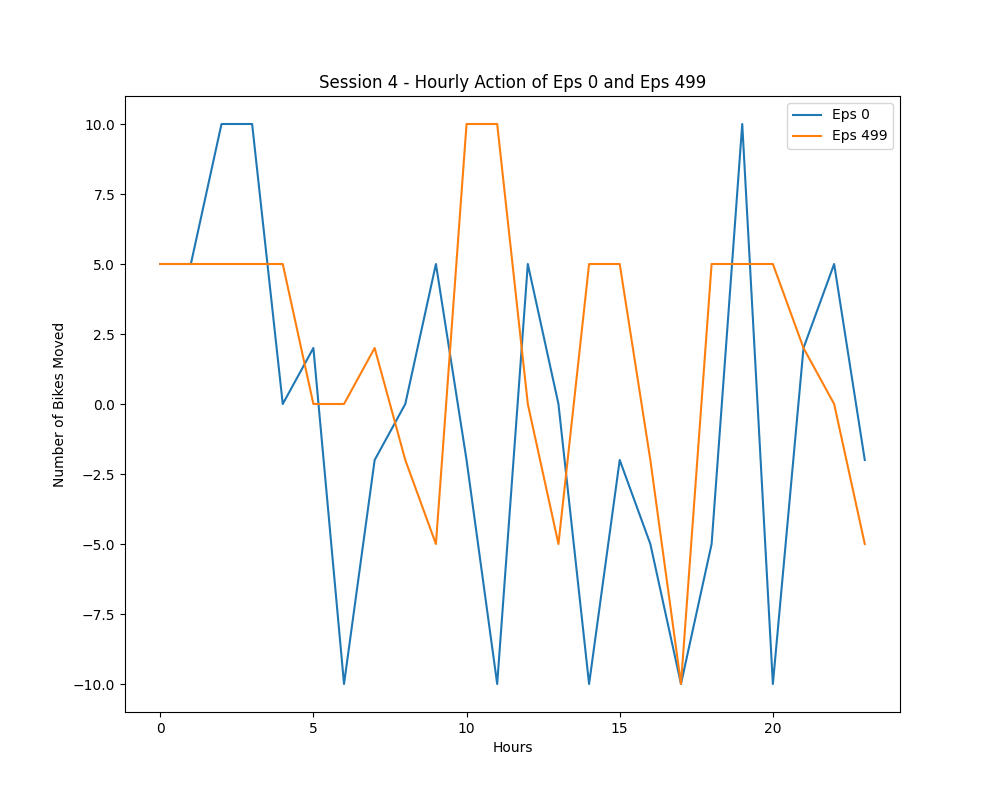 Session 4 - Hourly Action of Eps 0 and Eps 499
Eps 0
Eps 499
10.0
7.5
5.0
2.5
0.0
−2.5
−5.0
−7.5
−10.0
Number of Bikes Moved
0 5 10 15 20
Hours